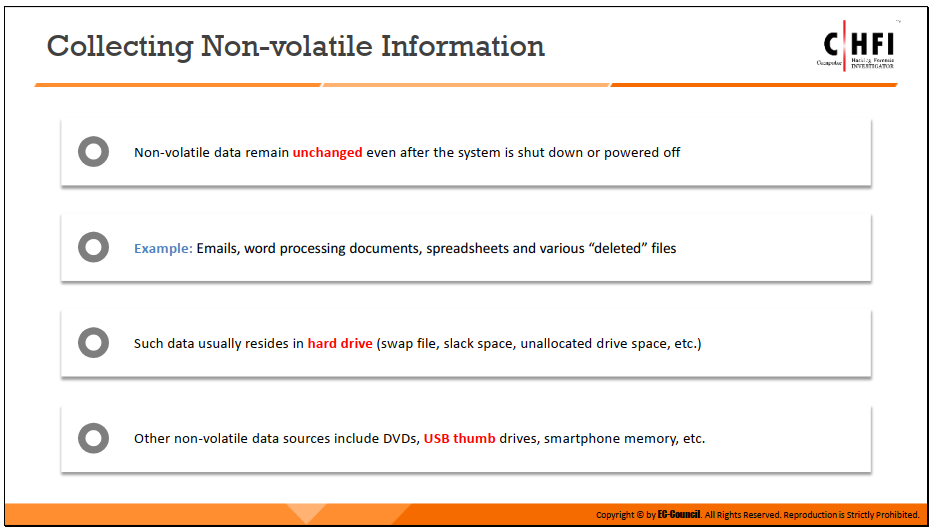 Collecting Non-volatile Information
C HFI
Computer Hacking Forensic
INVESTIGATOR
Non-volatile data remain unchanged even after the system is shut down or powered off
Example: Emails, word processing documents, spreadsheets and various “deleted” files
Such data usually resides in hard drive (swap file, slack space, unallocated drive space, etc.)
Other non-volatile data sources include DVDs, USB thumb drives, smartphone memory, etc.
Copyright © by EC-Council. All Rights Reserved. Reproduction is Strictly Prohibited.